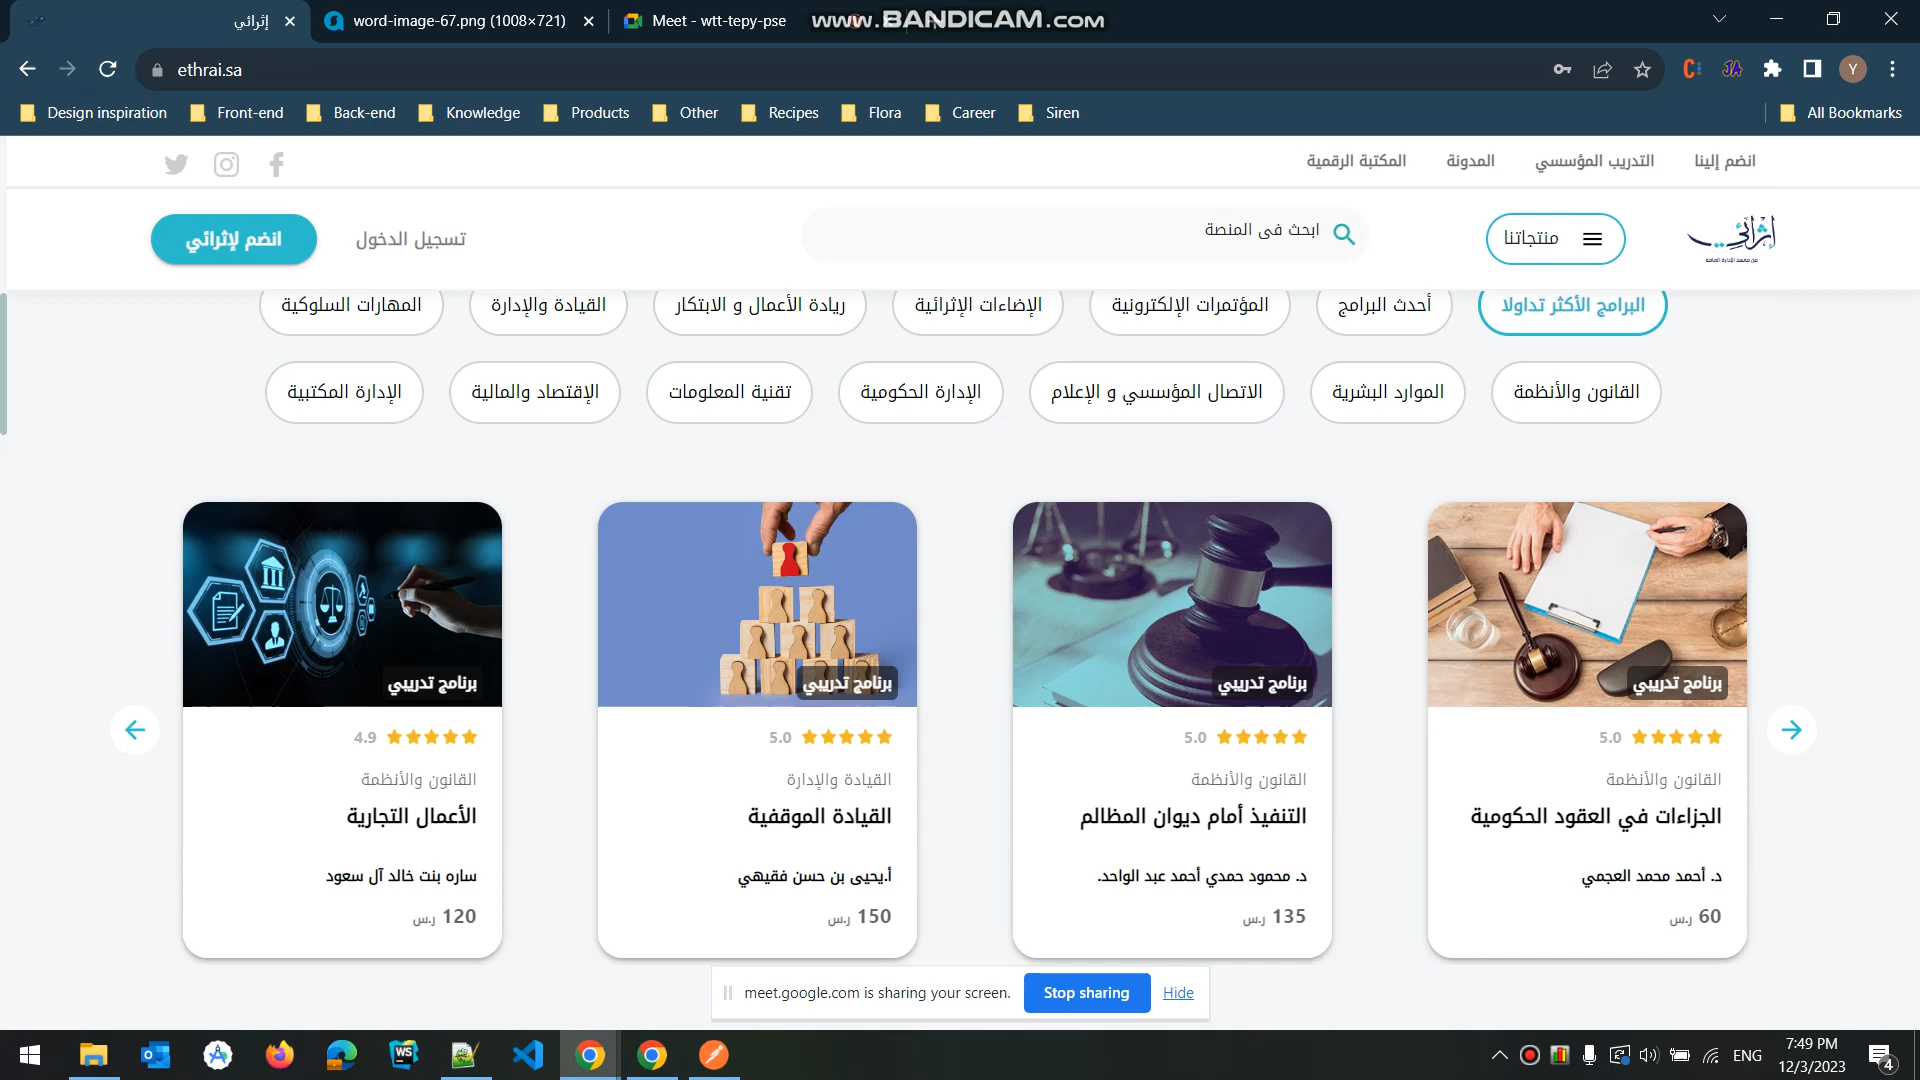 إثرائي
word-image-67.png (1008×721)
Meet - wtt-tepy-pse
www.BANDICAM.com
ethrai.sa
Y
Design inspiration
Front-end
Back-end
Knowledge
Products
Other
Recipes
Flora
Career
Siren
All Bookmarks
انضم إلينا
التدريب المؤسسي
المدونة
المكتبة الرقمية
إثرائي
منتجاتنا
ابحث فى المنصة
تسجيل الدخول
انضم لإثرائي
البرامج الأكثر تداولا
أحدث البرامج
المؤتمرات الإلكترونية
الإضاءات الإثرائية
ريادة الأعمال و الابتكار
القيادة والإدارة
المهارات السلوكية
القانون والأنظمة
الموارد البشرية
الاتصال المؤسسي و الإعلام
الإدارة الحكومية
تقنية المعلومات
الإقتصاد والمالية
الإدارة المكتبية
برنامج تدريبي
5.0
القانون والأنظمة
الجزاءات في العقود الحكومية
د. أحمد محمد العجمي
60 ر.س
برنامج تدريبي
5.0
القانون والأنظمة
التنفيذ أمام ديوان المظالم
د. محمود حمدي أحمد عبد الواحد.
135 ر.س
برنامج تدريبي
5.0
القيادة والإدارة
القيادة الموقفية
أ.يحيى بن حسن فقيهي
150 ر.س
برنامج تدريبي
4.9
القانون والأنظمة
الأعمال التجارية
ساره بنت خالد آل سعود
120 ر.س
meet.google.com is sharing your screen.
Stop sharing
Hide
WS
ENG
7:49 PM
12/3/2023
4